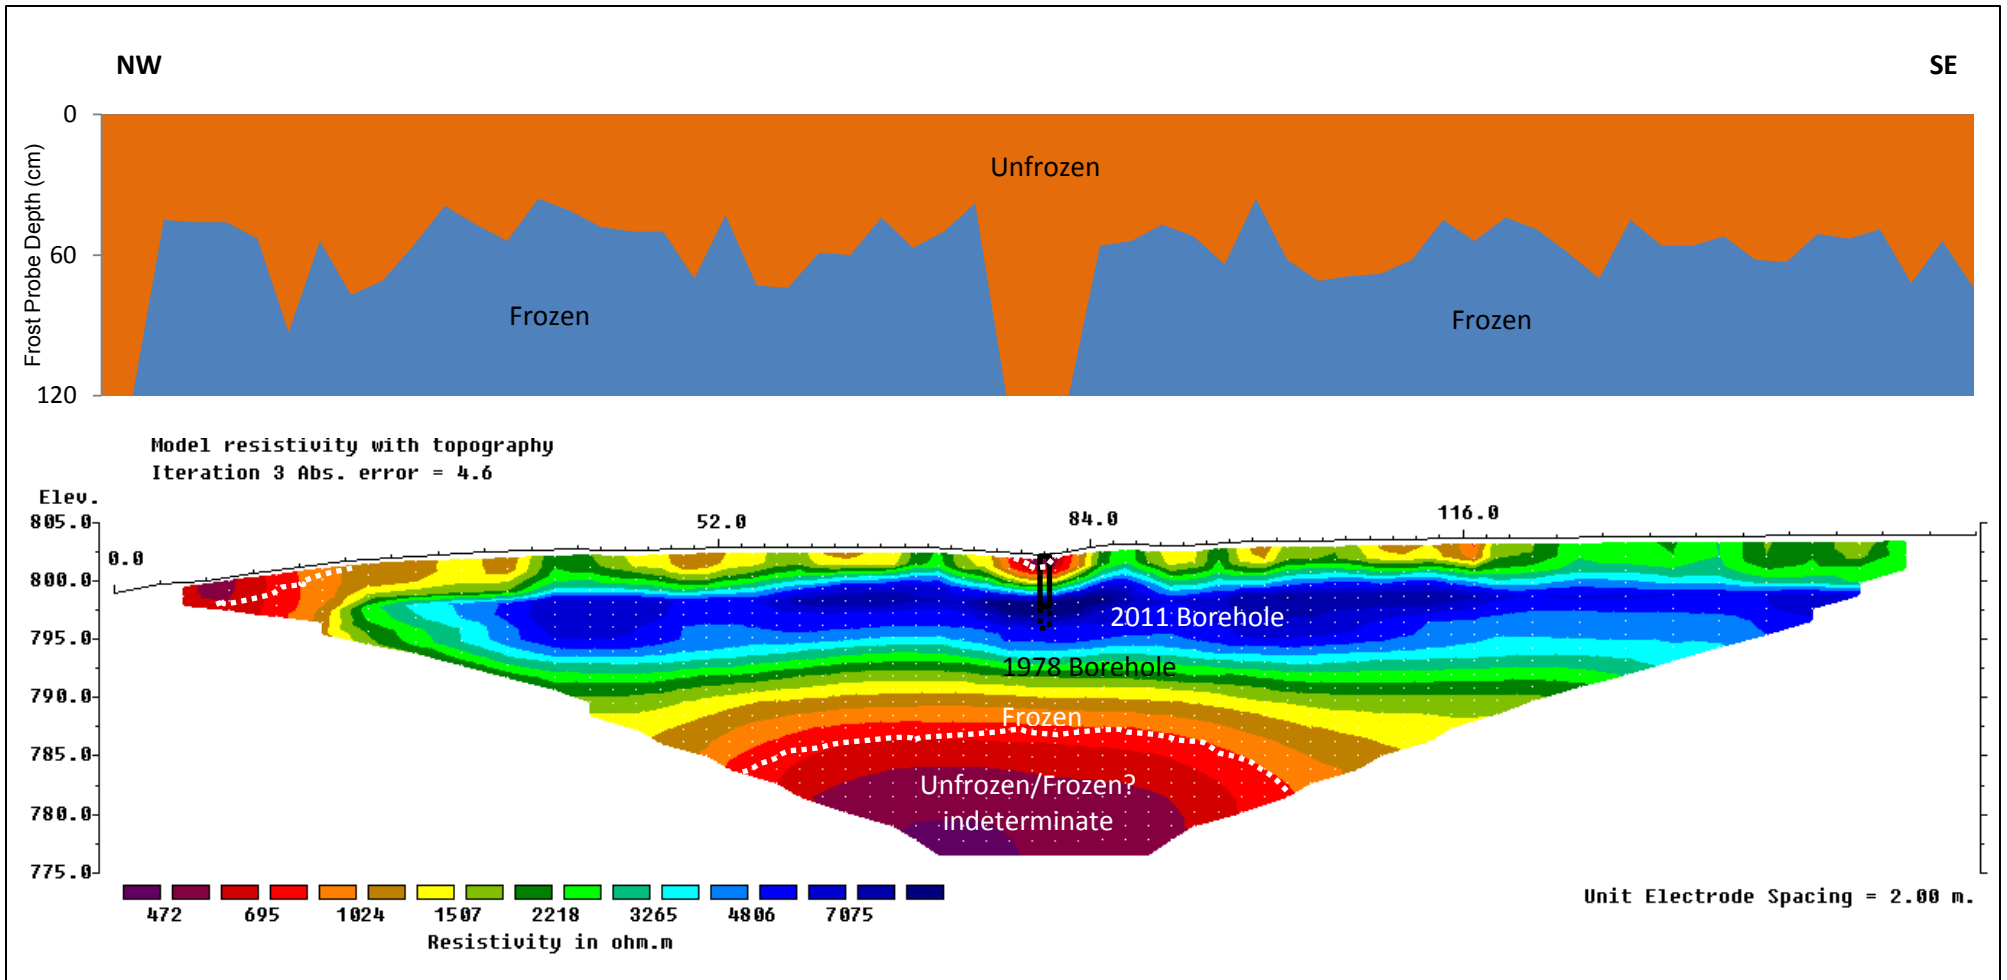 NW
SE
0
Unfrozen
Frost Probe Depth (cm)
60
Frozen
Frozen
120
Model resistivity with topography
Iteration 3 Abs. error = 4.6
Elev.
805.0
52.0
84.0
116.0
0.0
800.0
2011 Borehole
795.0
1978 Borehole
790.0
Frozen
785.0
Unfrozen/Frozen?
780.0
indeterminate
775.0
Unit Electrode Spacing = 2.00 m.
472 695 1024 1507 2218 3265 4806 7075
Resistivity in ohm.m